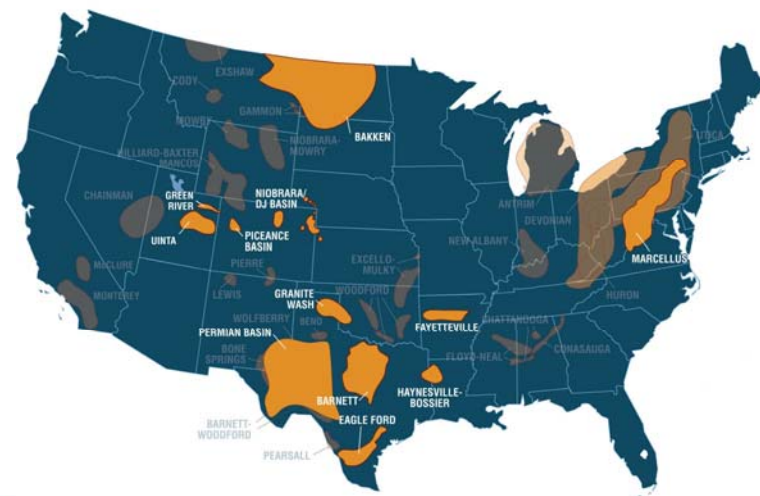 EXSHAW
CODY
GAMMON
BAKKEN
MOWRY
NIOBRARA-
MOWRY
UTICA
HILLIARD-BAXTER
MANCOS
CHAINMAN
GREEN
RIVER
NIOBRARA/
DJ BASIN
ANTRIM
DEVONIAN
UINTA
PICEANCE
BASIN
NEW ALBANY
MARCELLUS
EXCELLO-
MULKY
McCLURE
PIERRE
MONTEREY
LEWIS
WOODFORD
HURON
GRANITE
WASH
WOLFBERRY
BEND
FAYETTEVILLE
CHATTANOOGA
PERMIAN BASIN
BONE
SPRINGS
FLOYD-NEAL
CONASAUGA
BARNETT
HAYNESVILLE-
BOSSIER
EAGLE FORD
BARNETT-
WOODFORD
PEARSALL